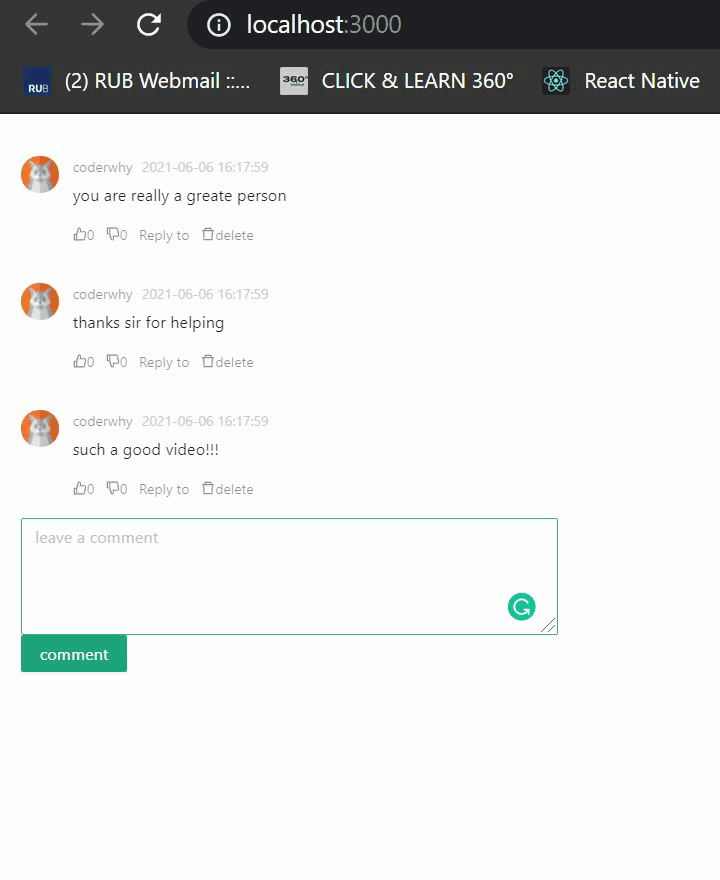 localhost:3000
RUB (2) RUB Webmail ::... 360° online CLICK & LEARN 360° React Native
coderwhy 2021-06-06 16:17:59
you are really a greate person
0 0 Reply to delete
coderwhy 2021-06-06 16:17:59
thanks sir for helping
0 0 Reply to delete
coderwhy 2021-06-06 16:17:59
such a good video!!!
0 0 Reply to delete
leave a comment
comment